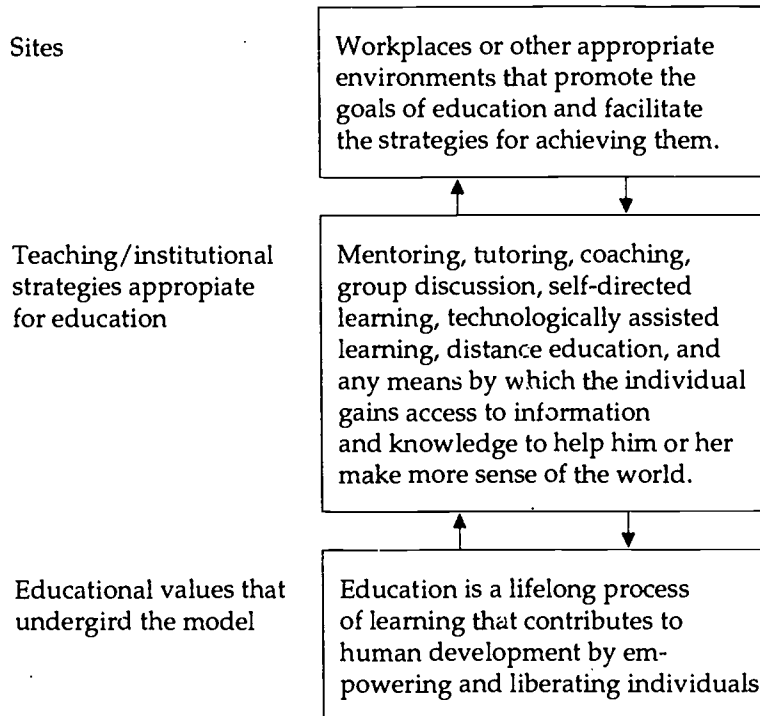 Sites
Workplaces or other appropriate
environments that promote the
goals of education and facilitate
the strategies for achieving them.
Teaching/institutional
strategies appropiate
for education
Mentoring, tutoring, coaching,
group discussion, self-directed
learning, technologically assisted
learning, distance education, and
any means by which the individual
gains access to information
and knowledge to help him or her
make more sense of the world.
Educational values that
undergird the model
Education is a lifelong process
of learning that contributes to
human development by em-
powering and liberating individuals